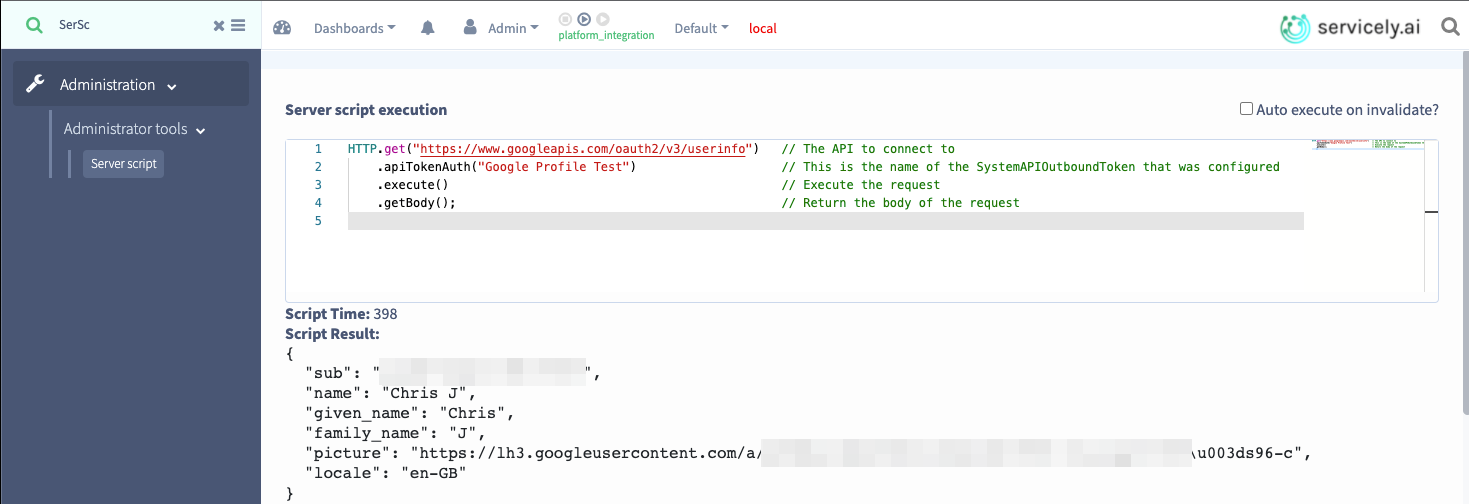 SerSc
Dashboards
Admin
platform_integration
Default
local
servicely.ai
Administration
Administrator tools
Server script
Server script execution
Auto execute on invalidate?
1 HTTP.get("https://www.googleapis.com/oauth2/v3/userinfo") // The API to connect to
2 .apiTokenAuth("Google Profile Test") // This is the name of the SystemAPIOutboundToken that was configured
3 .execute() // Execute the request
4 .getBody(); // Return the body of the request
5
Script Time: 398
Script Result:
{
"sub": "",
"name": "Chris J",
"given_name": "Chris",
"family_name": "J",
"picture": "https://lh3.googleusercontent.com/a/\u003ds96-c",
"locale": "en-GB"
}